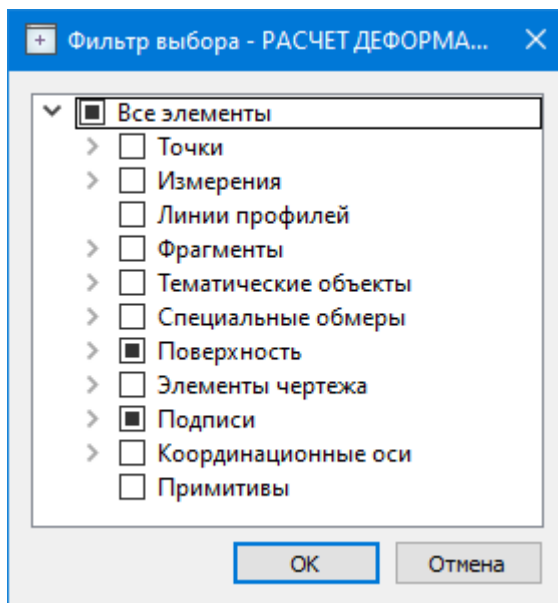 Фильтр выбора - РАСЧЕТ ДЕФОРМА...
Все элементы
Точки
Измерения
Линии профилей
Фрагменты
Тематические объекты
Специальные обмеры
Поверхность
Элементы чертежа
Подписи
Координационные оси
Примитивы
ОК Отмена